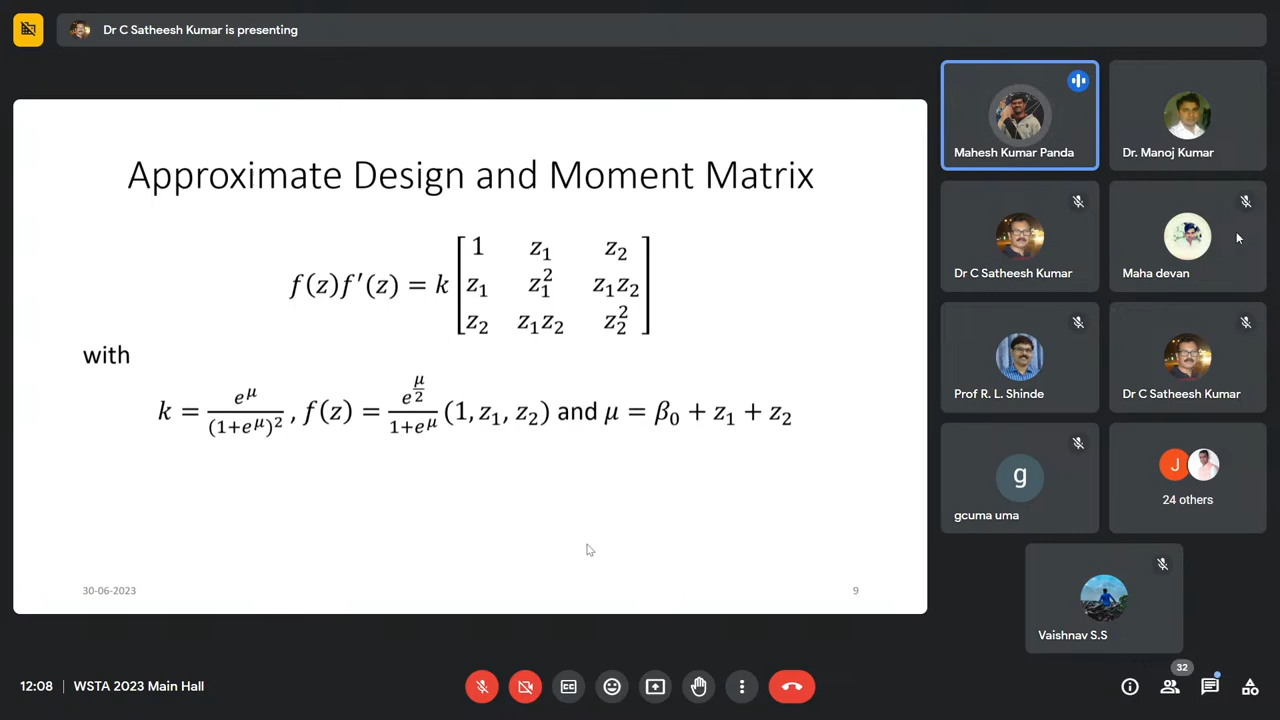 Dr C Satheesh Kumar is presenting
Approximate Design and Moment Matrix
f(z)f′(z) = k [ 1 z₁ z₂
z₁ z₁² z₁z₂
z₂ z₁z₂ z₂² ]
with
k = e^μ/(1+e^μ)², f(z) = e^(μ/2)/(1+e^μ) (1, z₁, z₂) and μ = β₀ + z₁ + z₂
30-06-2023 9
Mahesh Kumar Panda
Dr. Manoj Kumar
Dr C Satheesh Kumar
Maha devan
Prof R. L. Shinde
Dr C Satheesh Kumar
g
gcuma uma
J
24 others
Vaishnav S.S
12:08 | WSTA 2023 Main Hall
CC
32